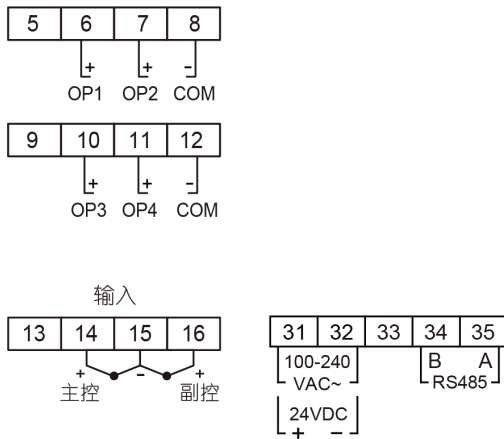 5 6 7 8
+ + -
OP1 OP2 COM
9 10 11 12
+ + -
OP3 OP4 COM
输入
13 14 15 16
+ - +
主控 副控
31 32 33 34 35
100-240 B A
VAC~ RS485
24VDC
+ -